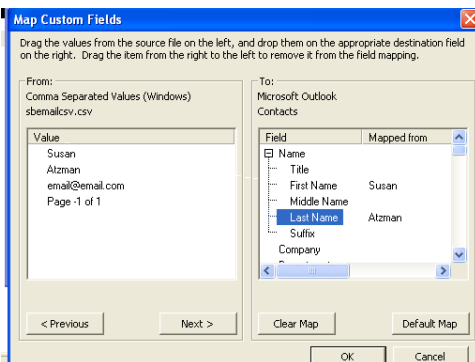 Map Custom Fields
Drag the values from the source file on the left, and drop them on the appropriate destination field
on the right. Drag the item from the right to the left to remove it from the field mapping.
From:
Comma Separated Values (Windows)
sbemailcsv.csv
Value
Susan
Atzman
email@email.com
Page -1 of 1
< Previous
Next >
To:
Microsoft Outlook
Contacts
Field Mapped from
Name
Title
First Name Susan
Middle Name
Last Name Atzman
Suffix
Company
Clear Map
Default Map
OK
Cancel